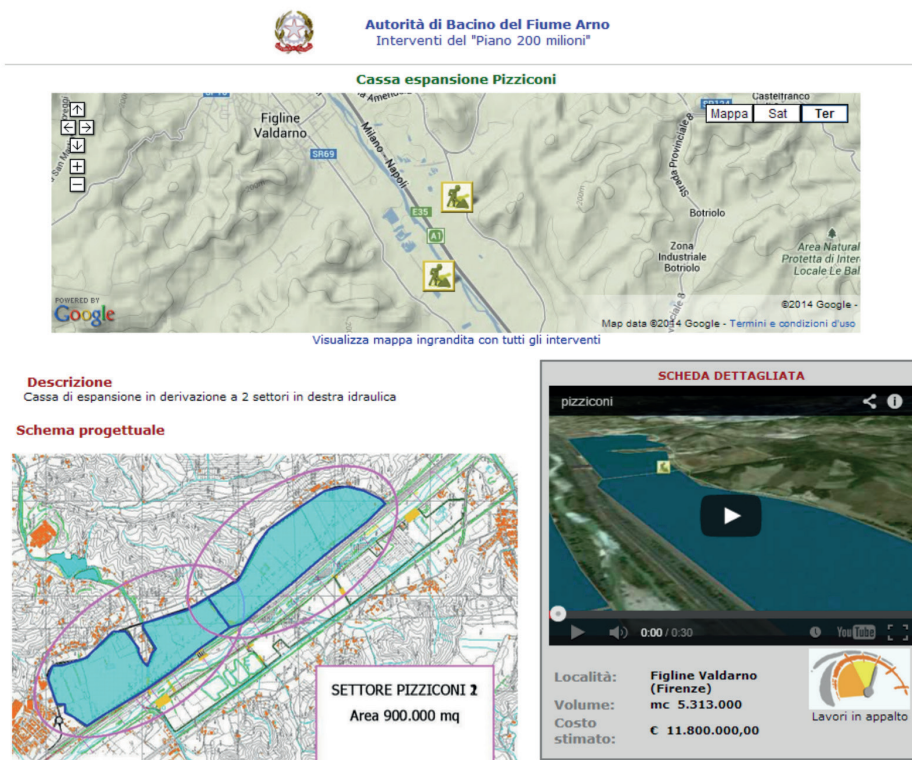 Autorità di Bacino del Fiume Arno
Interventi del "Piano 200 milioni"
Cassa espansione Pizziconi
Figline
Valdarno
SR69
Milano - Napoli
E35
A1
Castelfranco
Mappa Sat Ter
Strada Provinciale 8
Botriolo
Zona
Industriale
Botriolo
Area Natural
Protetta di Inter
Locale Le Bal
200m
POWERED BY
Google
©2014 Google -
Map data ©2014 Google - Termini e condizioni d'uso
Visualizza mappa ingrandita con tutti gli interventi
Descrizione
Cassa di espansione in derivazione a 2 settori in destra idraulica
Schema progettuale
SETTORE PIZZICONI 2
Area 900.000 mq
SCHEDA DETTAGLIATA
pizziconi
0:00 / 0:30
YouTube
Località: Figline Valdarno
(Firenze)
Volume: mc 5.313.000
Costo
stimato: € 11.800.000,00
Lavori in appalto